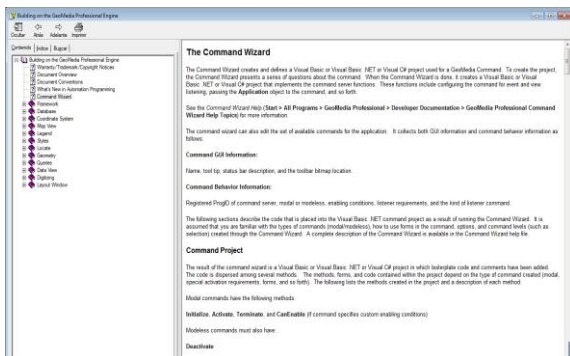 Building on the GeoMedia Professional Engine
Ocultar Atrás Adelante Imprimir
Contenido Índice Buscar
Building on the GeoMedia Professional Engine
Warranty/Trademark/Copyright Notices
Document Overview
Document Conventions
What's New in Automation Programming
Command Wizard
Framework
Database
Coordinate System
Map View
Legend
Styles
Locate
Geometry
Queries
Data View
Digitizing
Layout Window
The Command Wizard
The Command Wizard creates and defines a Visual Basic or Visual Basic .NET or Visual C# project used for a GeoMedia Command. To create the project,
the Command Wizard presents a series of questions about the command. When the Command Wizard is done, it creates a Visual Basic or Visual
Basic .NET or Visual C# project that implements the command server functions. These functions include configuring the command for event and view
listening, passing the Application object to the command, and so forth.
See the Command Wizard Help (Start > All Programs > GeoMedia Professional > Developer Documentation > GeoMedia Professional Command
Wizard Help Topics) for more information.
The command wizard can also edit the set of available commands for the application. It collects both GUI information and command behavior information as
follows:
Command GUI Information:
Name, tool tip, status bar description, and the toolbar bitmap location.
Command Behavior Information:
Registered ProgID of command server, modal or modeless, enabling conditions, listener requirements, and the kind of listener command.
The following sections describe the code that is placed into the Visual Basic .NET command project as a result of running the Command Wizard. It is
assumed that you are familiar with the types of commands (modal/modeless), how to use forms in the command, options, and command levels (such as
selection) created through the Command Wizard. A complete description of the Command Wizard is available in the Command Wizard help file.
Command Project
The result of the command wizard is a Visual Basic or Visual Basic .NET or Visual C# project in which boilerplate code and comments have been added.
The code is dispersed among several methods. The methods, forms, and code contained within the project depend on the type of command created (modal,
special activation requirements, forms, and so forth). The following lists the methods created in the project and a description of each method:
Modal commands have the following methods:
Initialize, Activate, Terminate, and CanEnable (if command specifies custom enabling conditions)
Modeless commands must also have:
Deactivate